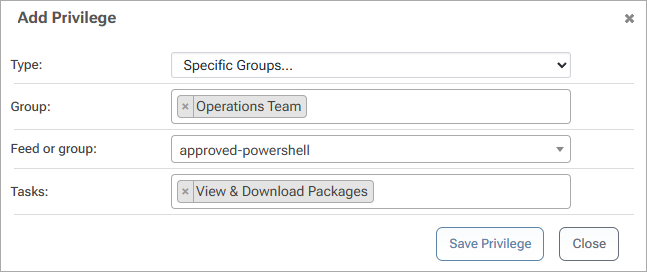 Add Privilege ×
Type: Specific Groups...
Group: × Operations Team
Feed or group: approved-powershell
Tasks: × View & Download Packages
Save Privilege Close